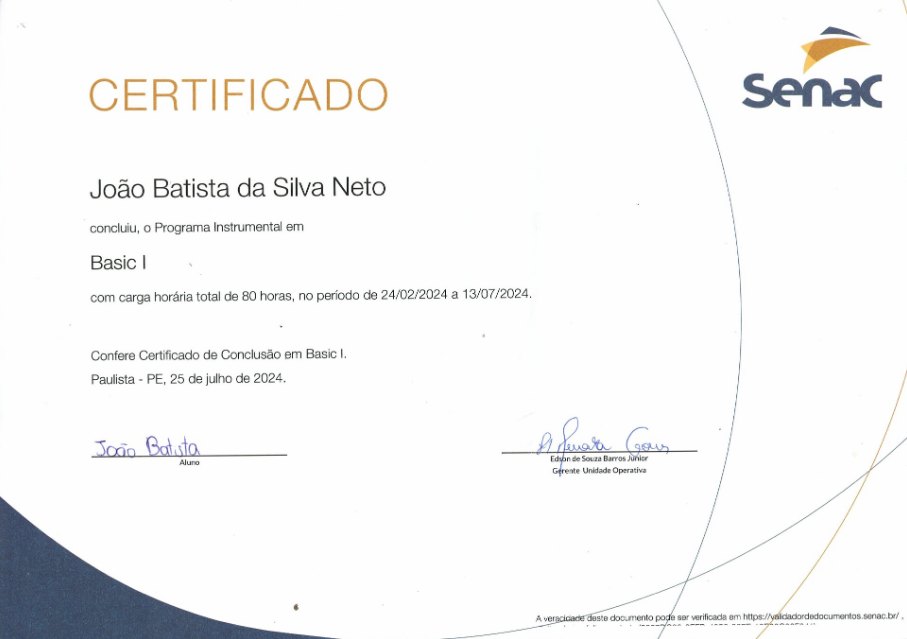 Senac
CERTIFICADO
João Batista da Silva Neto
concluiu, o Programa Instrumental em
Basic I
com carga horária total de 80 horas, no período de 24/02/2024 a 13/07/2024.
Confere Certificado de Conclusão em Basic I.
Paulista - PE, 25 de julho de 2024.
João Batista
Aluno
Renata
Edson de Souza Barros Júnior
Gerente Unidade Operativa
A veracidade deste documento pode ser verificada em https://validadordedocumentos.senac.br/ ,